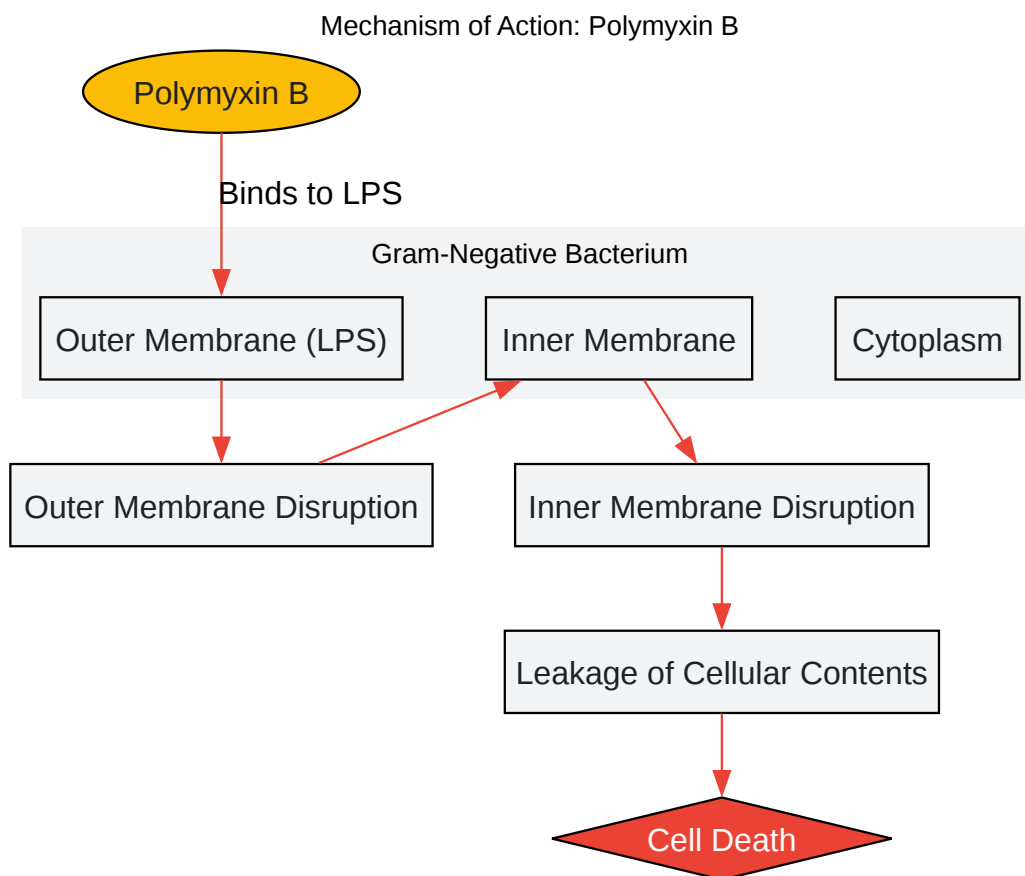 Mechanism of Action: Polymyxin B
Polymyxin B
Binds to LPS
Gram-Negative Bacterium
Outer Membrane (LPS)
Inner Membrane
Cytoplasm
Outer Membrane Disruption
Inner Membrane Disruption
Leakage of Cellular Contents
Cell Death